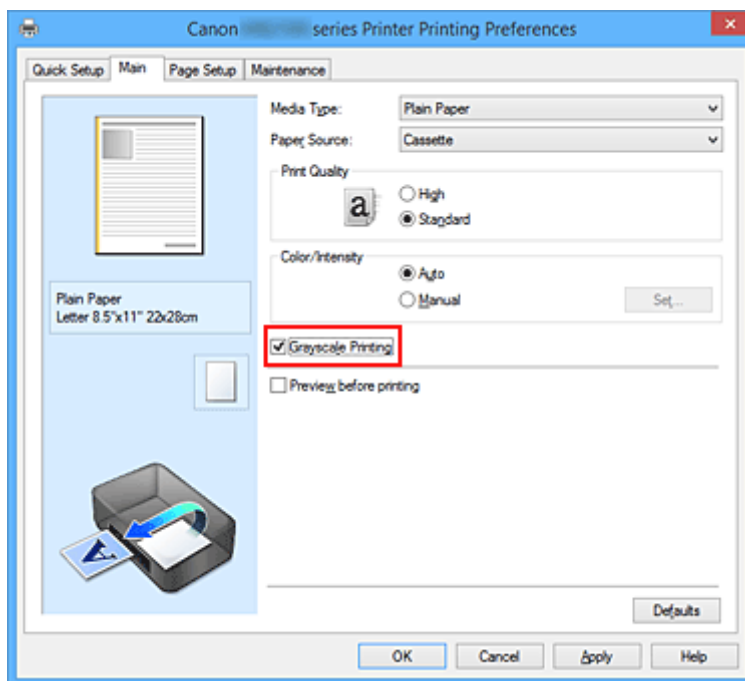 Canon series Printer Printing Preferences
Quick Setup Main Page Setup Maintenance
Media Type: Plain Paper
Paper Source: Cassette
Print Quality
a
High
Standard
Color/Intensity
Auto
Manual
Set...
Plain Paper
Letter 8.5"x11" 22x28cm
Grayscale Printing
Preview before printing
A
Defaults
OK Cancel Apply Help